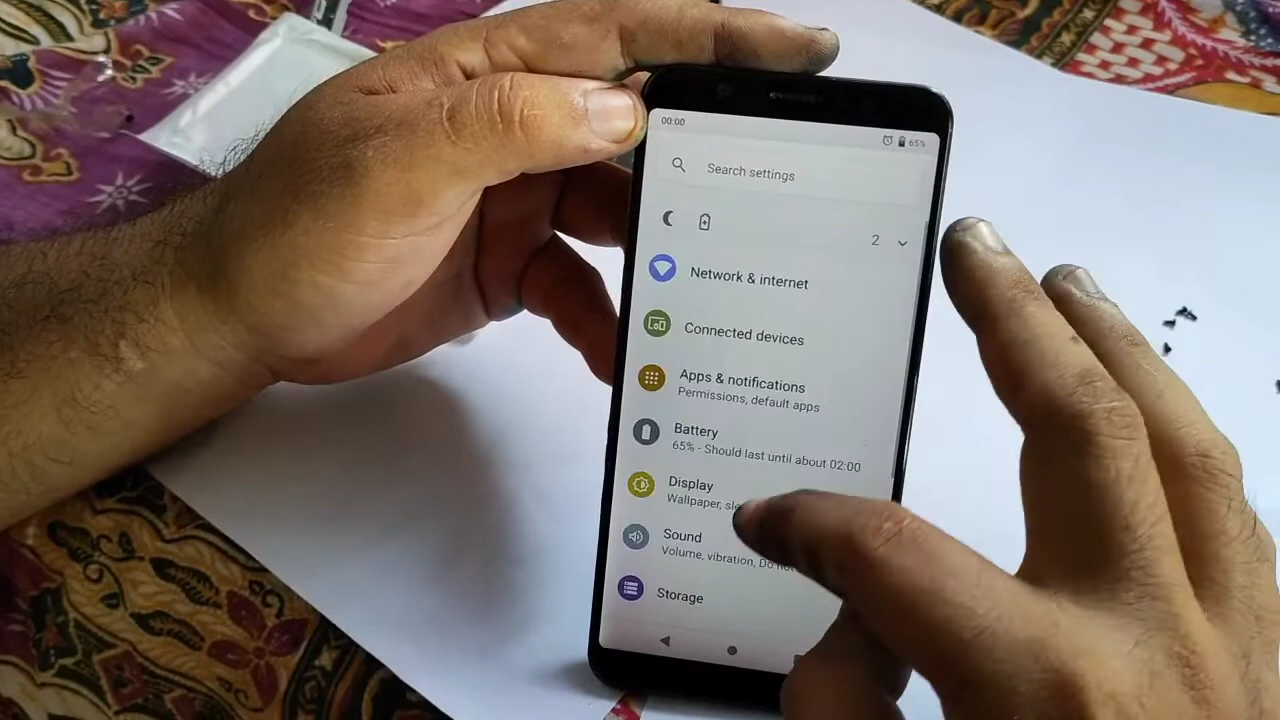 00:00
65%
Search settings
2
Network & internet
Connected devices
Apps & notifications
Permissions, default apps
Battery
65% - Should last until about 02:00
Display
Wallpaper,
Sound
Volume, vibration, Do
Storage